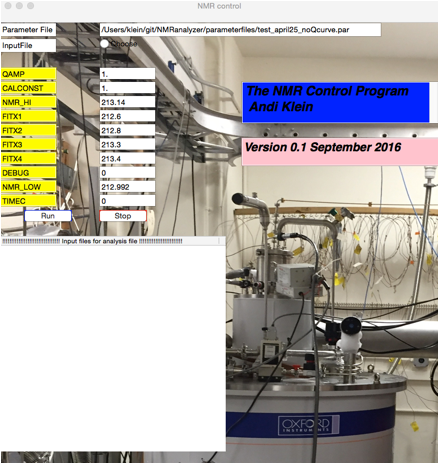 NMR control
Parameter File /Users/klein/git/NMRanalyzer/parameterfiles/test_april25_noQcurve.par
InputFile Choose
QAMP 1.
CALCONST 1.
NMR_HI 213.14
FITX1 212.6
FITX2 212.8
FITX3 213.3
FITX4 213.4
DEBUG 0
NMR_LOW 212.992
TIMEC 0
Run Stop
The NMR Control Program
Andi Klein
Version 0.1 September 2016
Input files for analysis file
OXFORD
INSTRUMENTS